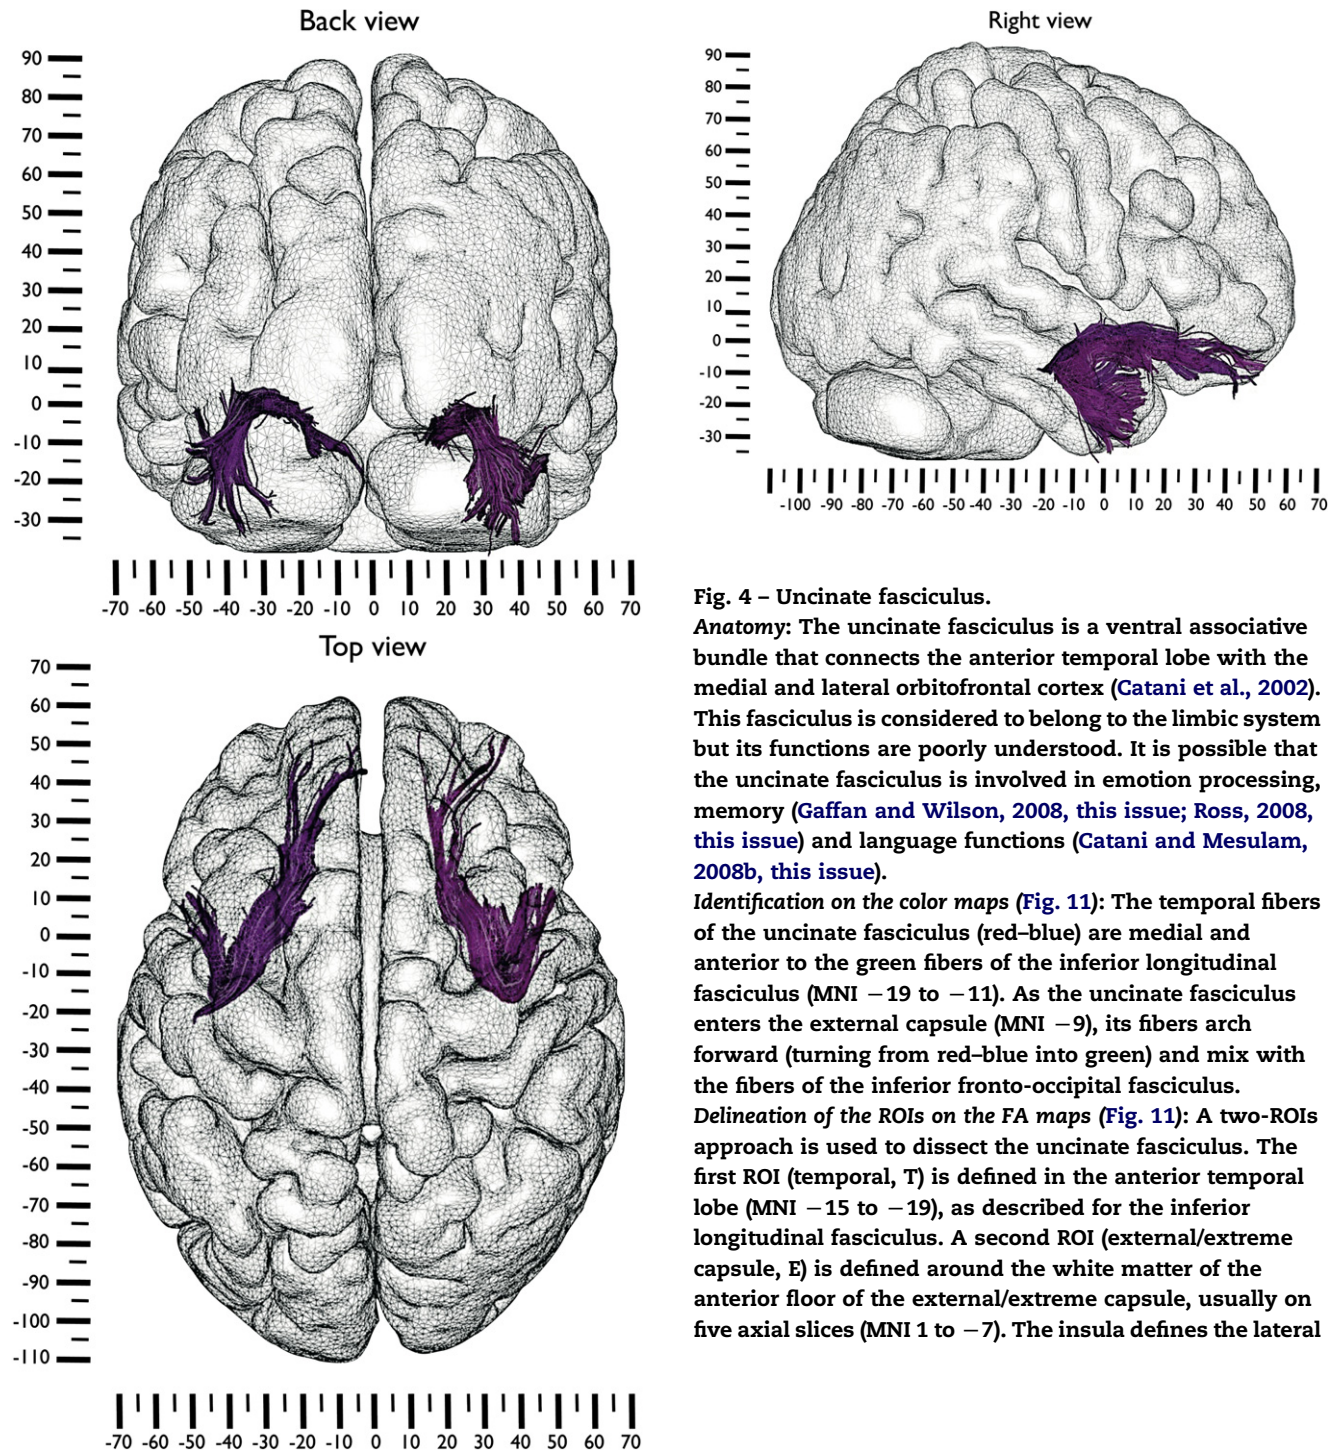 Back view
90
80
70
60
50
40
30
20
10
0
-10
-20
-30
-70 -60 -50 -40 -30 -20 -10 0 10 20 30 40 50 60 70
Right view
90
80
70
60
50
40
30
20
10
0
-10
-20
-30
-100 -90 -80 -70 -60 -50 -40 -30 -20 -10 0 10 20 30 40 50 60 70
Top view
70
60
50
40
30
20
10
0
-10
-20
-30
-40
-50
-60
-70
-80
-90
-100
-110
-70 -60 -50 -40 -30 -20 -10 0 10 20 30 40 50 60 70
Fig. 4 – Uncinate fasciculus.
Anatomy: The uncinate fasciculus is a ventral associative
bundle that connects the anterior temporal lobe with the
medial and lateral orbitofrontal cortex (Catani et al., 2002).
This fasciculus is considered to belong to the limbic system
but its functions are poorly understood. It is possible that
the uncinate fasciculus is involved in emotion processing,
memory (Gaffan and Wilson, 2008, this issue; Ross, 2008,
this issue) and language functions (Catani and Mesulam,
2008b, this issue).
Identification on the color maps (Fig. 11): The temporal fibers
of the uncinate fasciculus (red–blue) are medial and
anterior to the green fibers of the inferior longitudinal
fasciculus (MNI −19 to −11). As the uncinate fasciculus
enters the external capsule (MNI −9), its fibers arch
forward (turning from red–blue into green) and mix with
the fibers of the inferior fronto-occipital fasciculus.
Delineation of the ROIs on the FA maps (Fig. 11): A two-ROIs
approach is used to dissect the uncinate fasciculus. The
first ROI (temporal, T) is defined in the anterior temporal
lobe (MNI −15 to −19), as described for the inferior
longitudinal fasciculus. A second ROI (external/extreme
capsule, E) is defined around the white matter of the
anterior floor of the external/extreme capsule, usually on
five axial slices (MNI 1 to −7). The insula defines the lateral